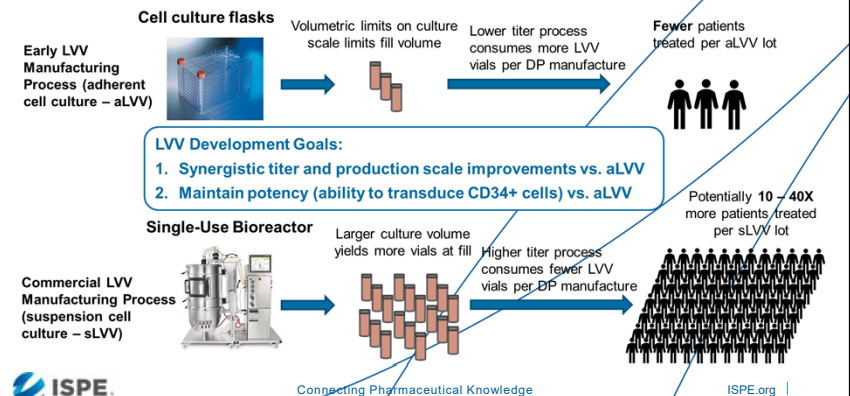 Cell culture flasks
Early LVV
Manufacturing
Process (adherent
cell culture – aLVV)
Volumetric limits on culture
scale limits fill volume
Lower titer process
consumes more LVV
vials per DP manufacture
Fewer patients
treated per aLVV lot
LVV Development Goals:
1. Synergistic titer and production scale improvements vs. aLVV
2. Maintain potency (ability to transduce CD34+ cells) vs. aLVV
Single-Use Bioreactor
Commercial LVV
Manufacturing Process
(suspension cell
culture – sLVV)
Larger culture volume
yields more vials at fill
Higher titer process
consumes fewer LVV
vials per DP manufacture
Potentially 10 – 40X
more patients treated
per sLVV lot
ISPE.
Connecting Pharmaceutical Knowledge
ISPE.org |